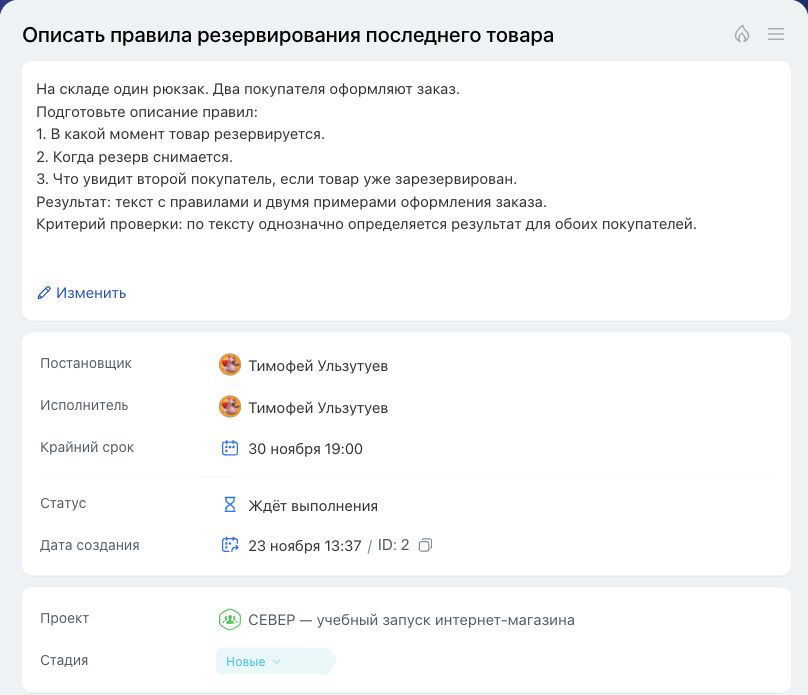 Описать правила резервирования последнего товара
На складе один рюкзак. Два покупателя оформляют заказ.
Подготовьте описание правил:
1. В какой момент товар резервируется.
2. Когда резерв снимается.
3. Что увидит второй покупатель, если товар уже зарезервирован.
Результат: текст с правилами и двумя примерами оформления заказа.
Критерий проверки: по тексту однозначно определяется результат для обоих покупателей.
Изменить
Постановщик Тимофей Ульзутуев
Исполнитель Тимофей Ульзутуев
Крайний срок 30 ноября 19:00
Статус Ждёт выполнения
Дата создания 23 ноября 13:37 / ID: 2
Проект СЕВЕР — учебный запуск интернет-магазина
Стадия Новые